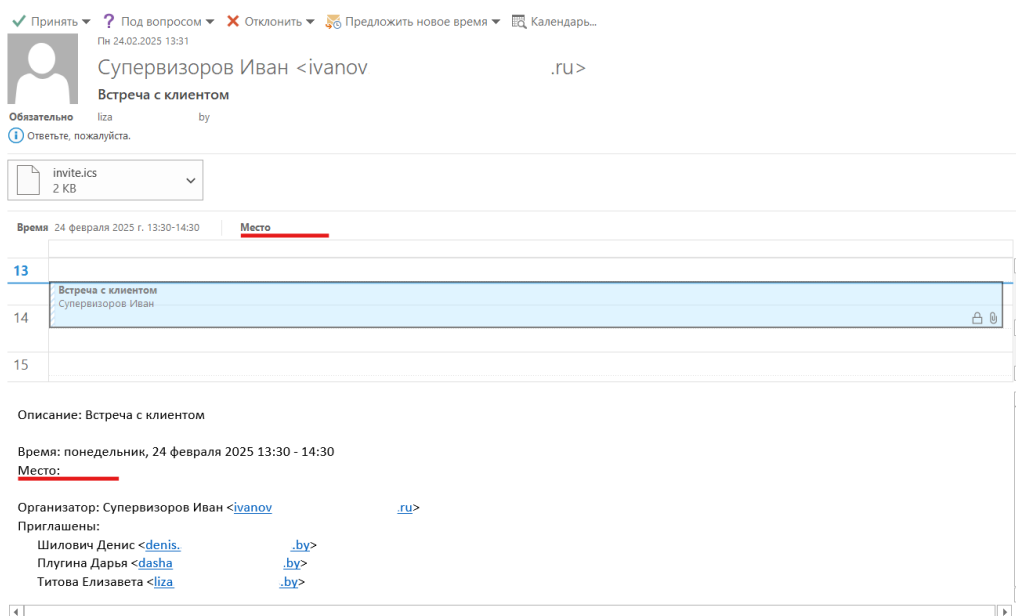 Принять Под вопросом Отклонить Предложить новое время Календарь...
Пн 24.02.2025 13:31
Супервизоров Иван <ivanov .ru>
Встреча с клиентом
Обязательно liza by
Ответьте, пожалуйста.
invite.ics
2 KB
Время 24 февраля 2025 г. 13:30-14:30 Место
13
Встреча с клиентом
Супервизоров Иван
14
15
Описание: Встреча с клиентом
Время: понедельник, 24 февраля 2025 13:30 - 14:30
Место:
Организатор: Супервизоров Иван <ivanov .ru>
Приглашены:
Шилович Денис <denis. .by>
Плугина Дарья <dasha .by>
Титова Елизавета <liza .by>